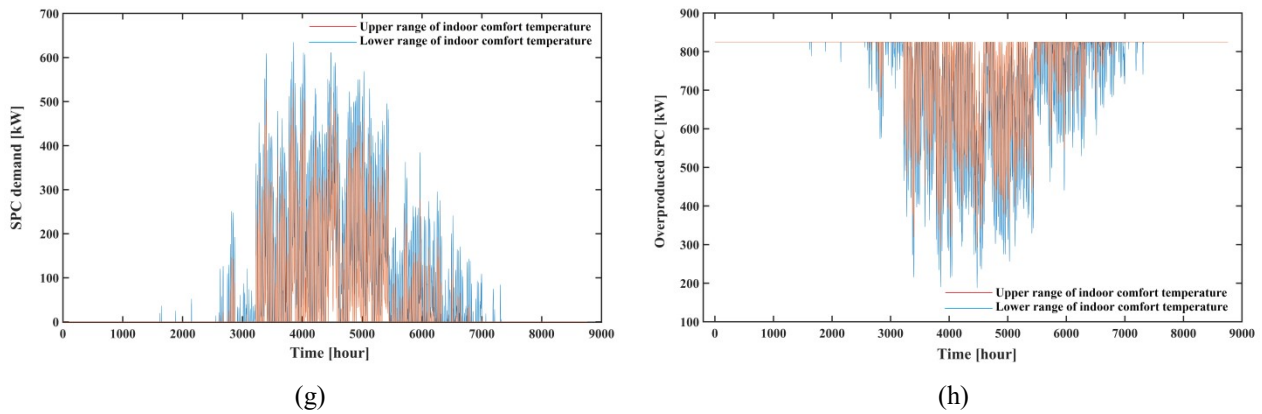 700
600
500
400
300
200
100
0
SPC demand [kW]
Upper range of indoor comfort temperature
Lower range of indoor comfort temperature
0 1000 2000 3000 4000 5000 6000 7000 8000 9000
Time [hour]
(g)
900
800
700
600
500
400
300
200
100
Overproduced SPC [kW]
Upper range of indoor comfort temperature
Lower range of indoor comfort temperature
0 1000 2000 3000 4000 5000 6000 7000 8000 9000
Time [hour]
(h)